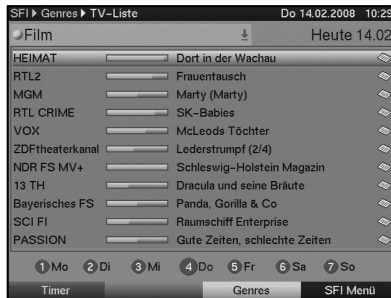 SFI Genres TV-Liste Do 14.02.2008 10:29
Film Heute 14.02
HEIMAT Dort in der Wachau
RTL2 Frauentausch
MGM Marty (Marty)
RTL CRIME SK-Babies
VOX McLeods Töchter
ZDFtheaterkanal Lederstrumpf (2/4)
NDR FS MV+ Schleswig-Holstein Magazin
13 TH Dracula und seine Bräute
Bayerisches FS Panda, Gorilla & Co
SCI FI Raumschiff Enterprise
PASSION Gute Zeiten, schlechte Zeiten
1 Mo 2 Di 3 Mi 4 Do 5 Fr 6 Sa 7 So
Timer Genres SFI Menü